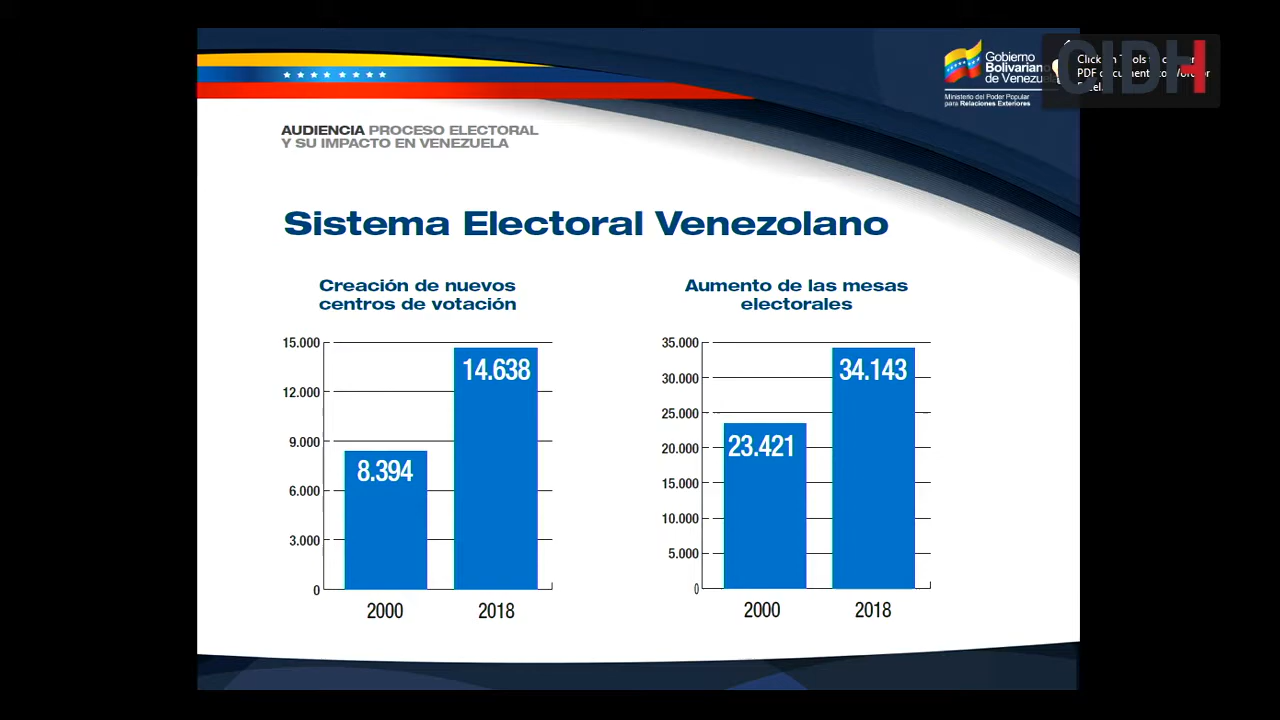 Gobierno
Bolivariano
de Venezuela
Ministerio del Poder Popular
para Relaciones Exteriores
CIDH
AUDIENCIA PROCESO ELECTORAL
Y SU IMPACTO EN VENEZUELA
Sistema Electoral Venezolano
Creación de nuevos
centros de votación
15.000
12.000
9.000
6.000
3.000
0
8.394
14.638
2000
2018
Aumento de las mesas
electorales
35.000
30.000
25.000
20.000
15.000
10.000
5.000
0
23.421
34.143
2000
2018